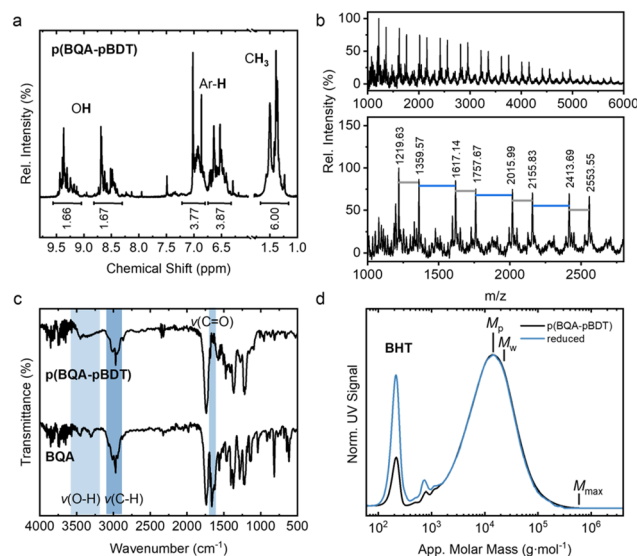 a
p(BQA-pBDT)
Rel. Intensity (%)
OH
Ar-H
CH3
1.66
1.67
3.77
3.87
6.00
9.5 9.0 8.5 8.0 7.5 7.0 6.5 1.5 1.0
Chemical Shift (ppm)
b
Rel. Intensity (%)
100
50
0
1000 2000 3000 4000 5000 6000
150
100
50
0
1219.63
1359.57
1617.14
1757.67
2015.99
2155.83
2413.69
2553.55
1000 1500 2000 2500
m/z
c
Transmittance (%)
ν(C=O)
p(BQA-pBDT)
BQA
ν(O-H) ν(C-H)
4000 3500 3000 2500 2000 1500 1000 500
Wavenumber (cm-1)
d
Norm. UV Signal
BHT
Mp
Mw
p(BQA-pBDT)
reduced
Mmax
10² 10³ 10⁴ 10⁵ 10⁶
App. Molar Mass (g·mol-1)